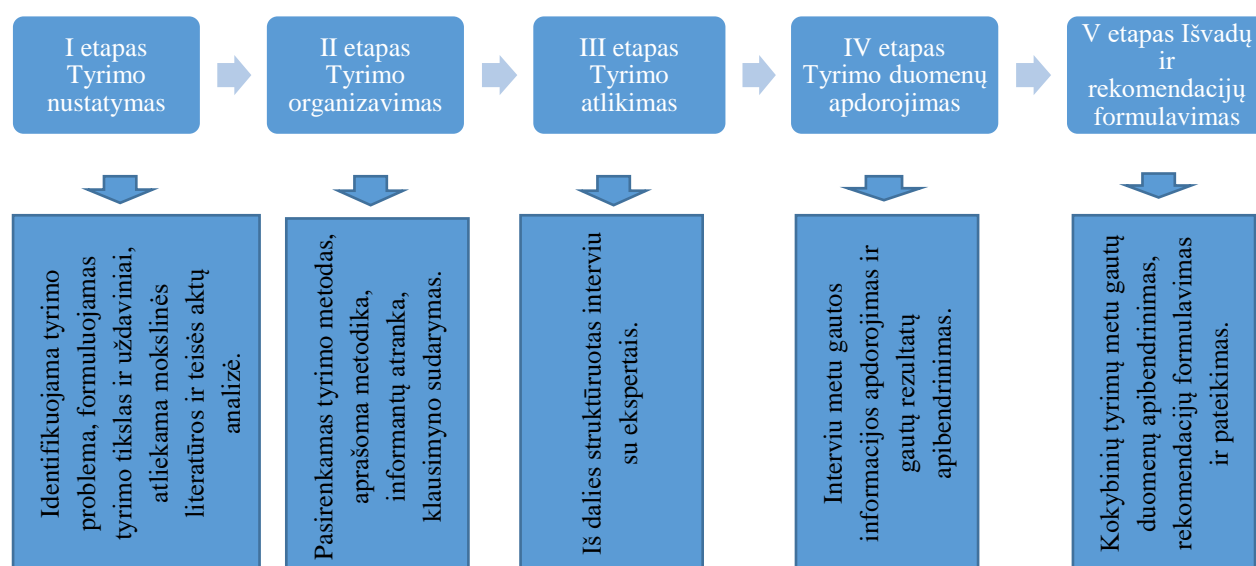 I etapas
Tyrimo
nustatymas
II etapas
Tyrimo
organizavimas
III etapas
Tyrimo
atlikimas
IV etapas
Tyrimo duomenų
apdorojimas
V etapas Išvadų
ir
rekomendacijų
formulavimas
Identifikuojama tyrimo
problema, formuluojamas
tyrimo tikslas ir uždaviniai,
atliekama mokslinės
literatūros ir teisės aktų
analizė.
Pasirenkamas tyrimo metodas,
aprašoma metodika,
informantų atranka,
klausimyno sudarymas.
Iš dalies struktūruotas interviu
su ekspertais.
Interviu metu gautos
informacijos apdorojimas ir
gautų rezultatų
apibendrinimas.
Kokybinių tyrimų metu gautų
duomenų apibendrinimas,
rekomendacijų formulavimas
ir pateikimas.